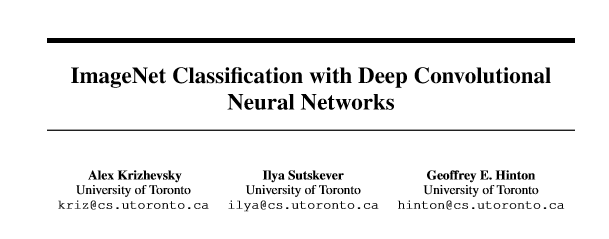 ImageNet Classification with Deep Convolutional
Neural Networks
Alex Krizhevsky
University of Toronto
kriz@cs.utoronto.ca
Ilya Sutskever
University of Toronto
ilya@cs.utoronto.ca
Geoffrey E. Hinton
University of Toronto
hinton@cs.utoronto.ca